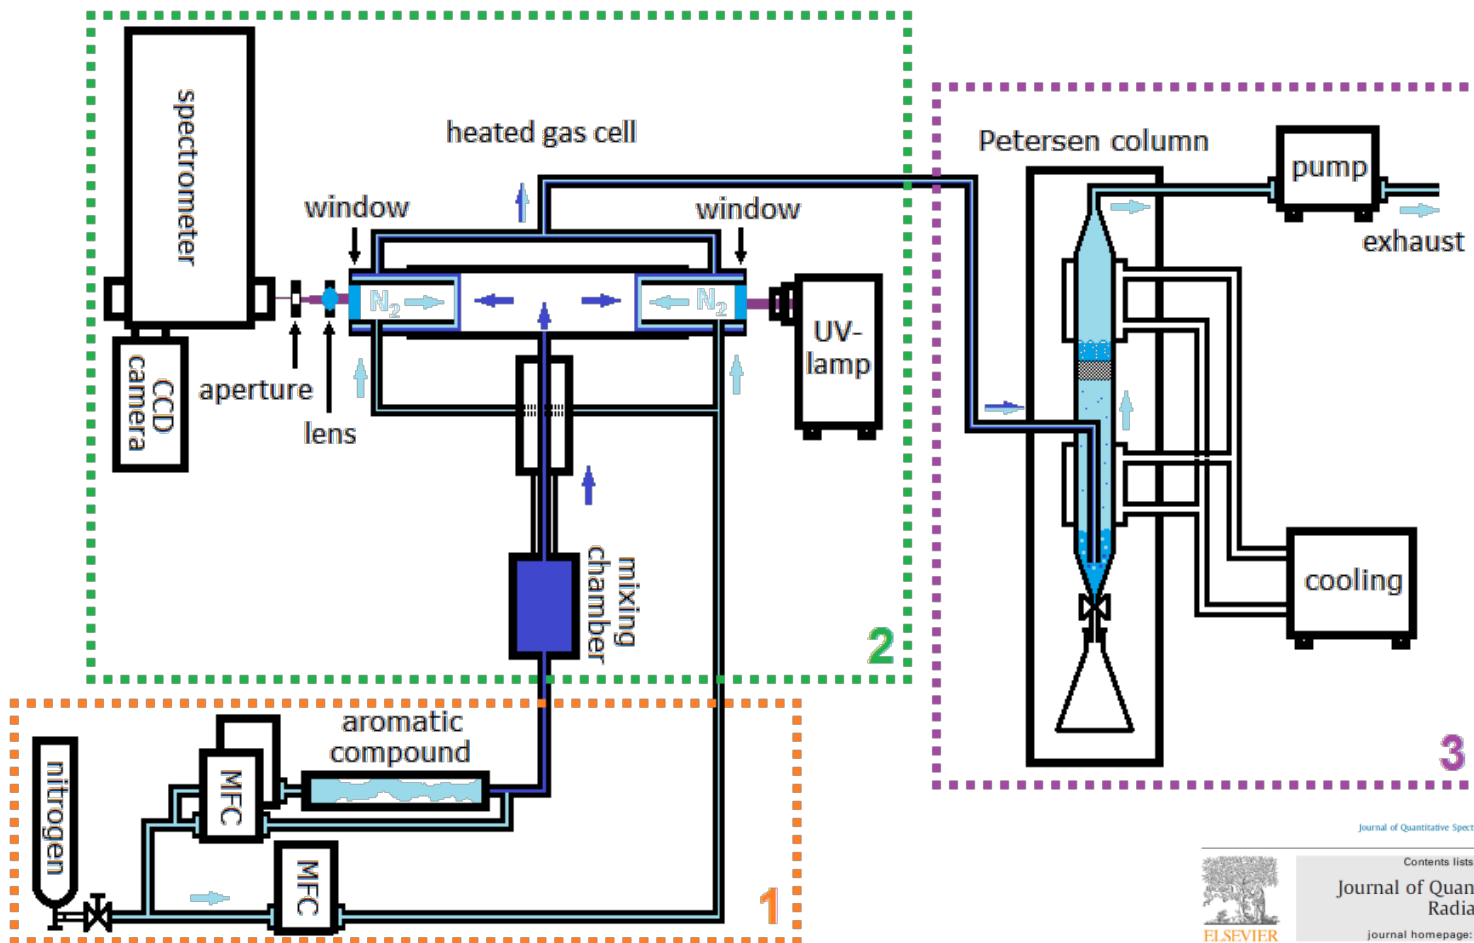 spectrometer
CCD
camera
heated gas cell
window
window
N2
N2
aperture
lens
UV-
lamp
mixing
chamber
2
Petersen column
pump
exhaust
cooling
3
aromatic
compound
nitrogen
MFC
MFC
1
Journal of Quantitative Spect
Contents lists
Journal of Quan
Radia
journal homepage:
ELSEVIER